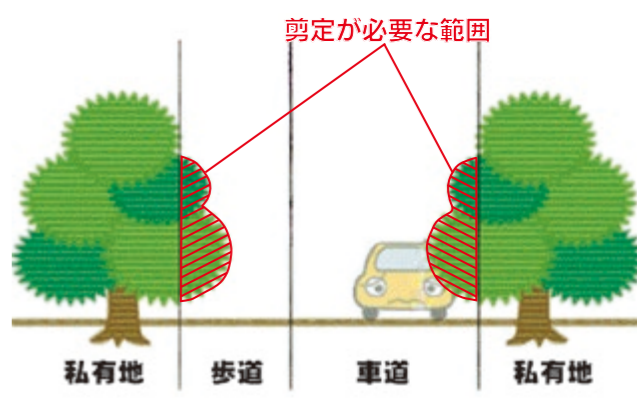 剪定が必要な範囲
私有地
歩道
車道
私有地